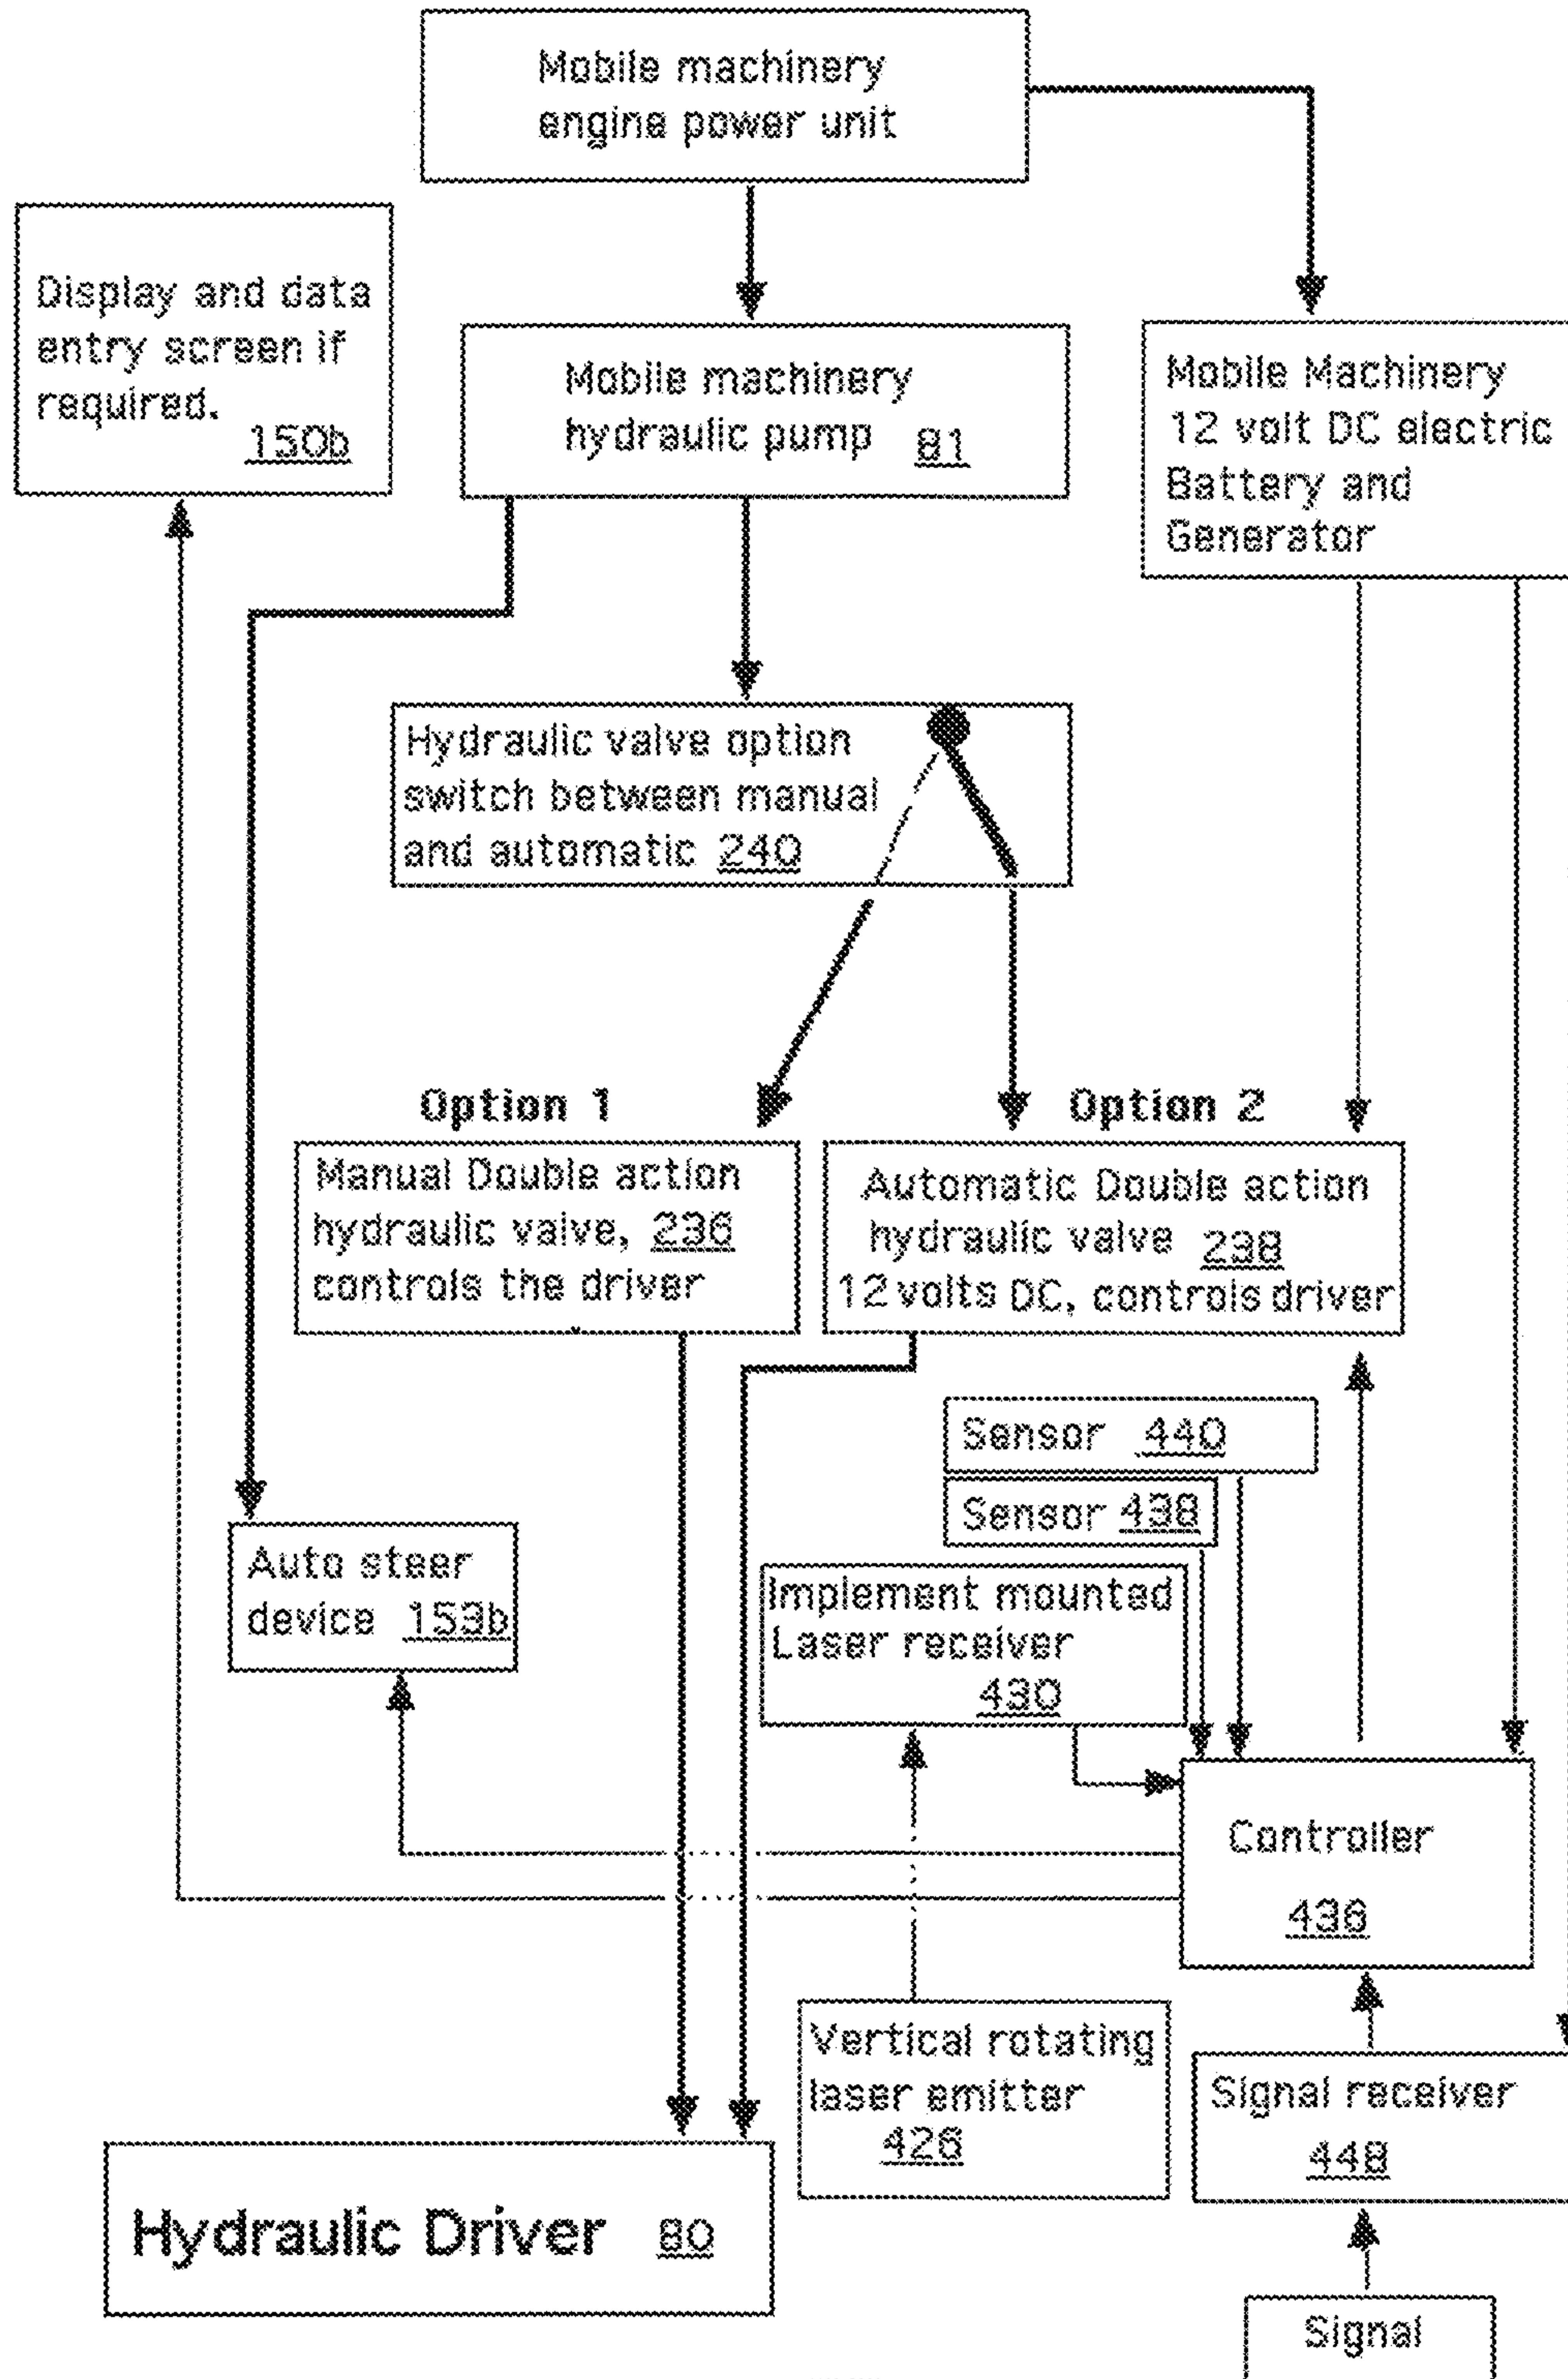 Mobile machinery
engine power unit
Display and data
entry screen if
required.
150b
Mobile machinery
hydraulic pump 81
Mobile Machinery
12 volt DC electric
Battery and
Generator
Hydraulic valve option
switch between manual
and automatic 240
Option 1
Option 2
Manual Double action
hydraulic valve, 236
controls the driver
Automatic Double action
hydraulic valve 238
12 volts DC, controls driver
Sensor 440
Sensor 438
Auto steer
device 153b
Implement mounted
Laser receiver
430
Controller
436
Vertical rotating
laser emitter
426
Signal receiver
448
Hydraulic Driver 80
Signal